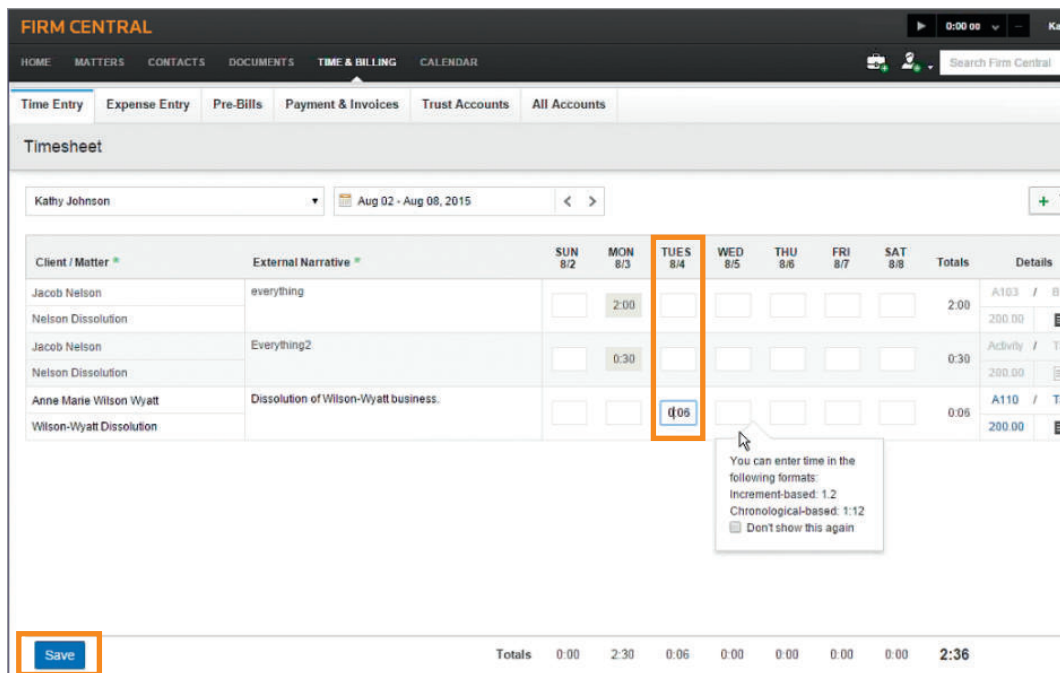 FIRM CENTRAL 0:00 00 Ka
HOME MATTERS CONTACTS DOCUMENTS TIME & BILLING CALENDAR Search Firm Central
Time Entry Expense Entry Pre-Bills Payment & Invoices Trust Accounts All Accounts
Timesheet
Kathy Johnson Aug 02 - Aug 08, 2015 < > +
Client / Matter * External Narrative * SUN 8/2 MON 8/3 TUES 8/4 WED 8/5 THU 8/6 FRI 8/7 SAT 8/8 Totals Details
Jacob Nelson everything A103 /
2:00 2:00
Nelson Dissolution 200.00
Jacob Nelson Everything2 Activity / T
0:30 0:30
Nelson Dissolution 200.00
Anne Marie Wilson Wyatt Dissolution of Wilson-Wyatt business. A110 / T
0:06 0:06
Wilson-Wyatt Dissolution 200.00
You can enter time in the
following formats:
Increment-based: 1.2
Chronological-based: 1:12
Don't show this again
Save Totals 0:00 2:30 0:06 0:00 0:00 0:00 0:00 2:36